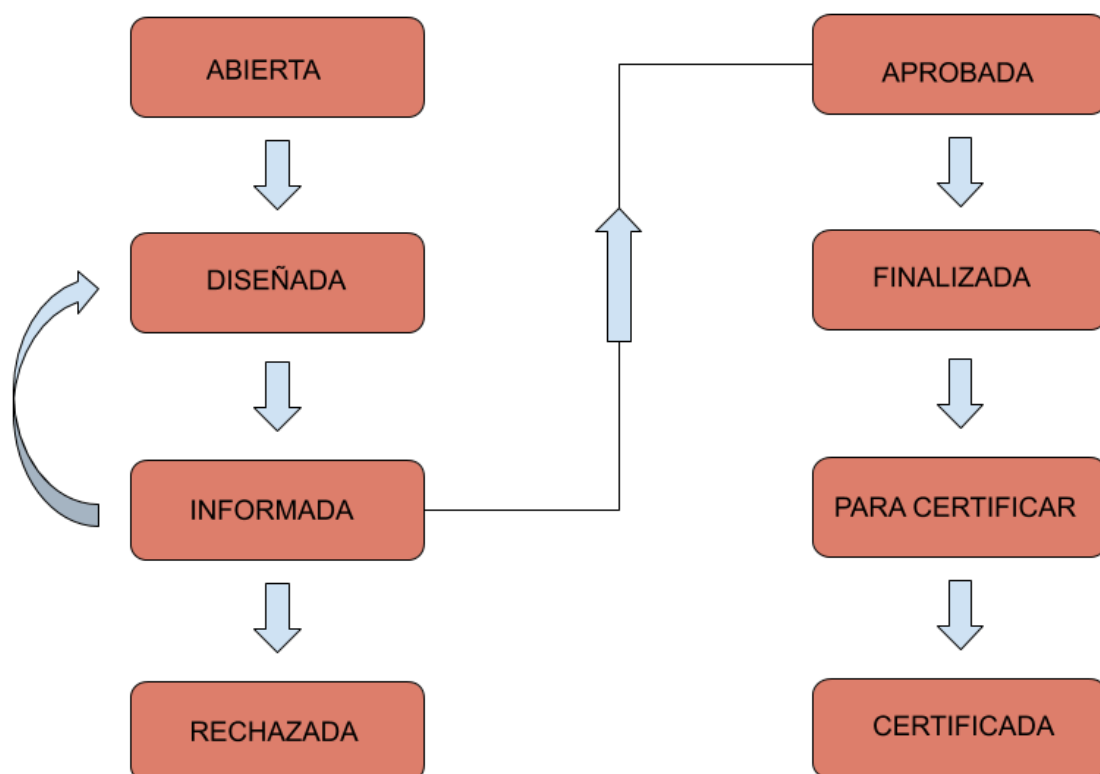 ABIERTA
DISEÑADA
INFORMADA
RECHAZADA
APROBADA
FINALIZADA
PARA CERTIFICAR
CERTIFICADA